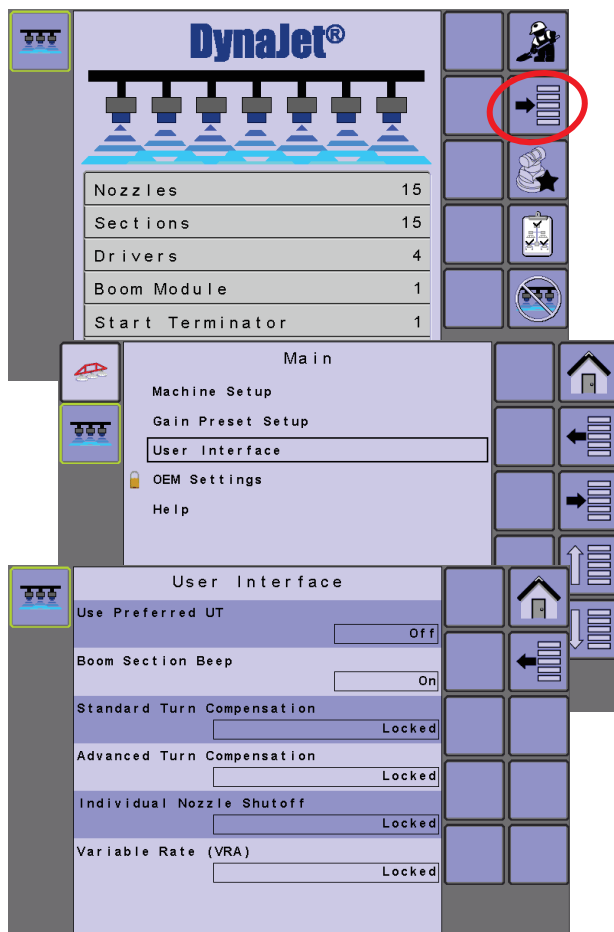 DynaJet®
Nozzles 15
Sections 15
Drivers 4
Boom Module 1
Start Terminator 1
Main
Machine Setup
Gain Preset Setup
User Interface
OEM Settings
Help
User Interface
Use Preferred UT
Off
Boom Section Beep
On
Standard Turn Compensation
Locked
Advanced Turn Compensation
Locked
Individual Nozzle Shutoff
Locked
Variable Rate (VRA)
Locked